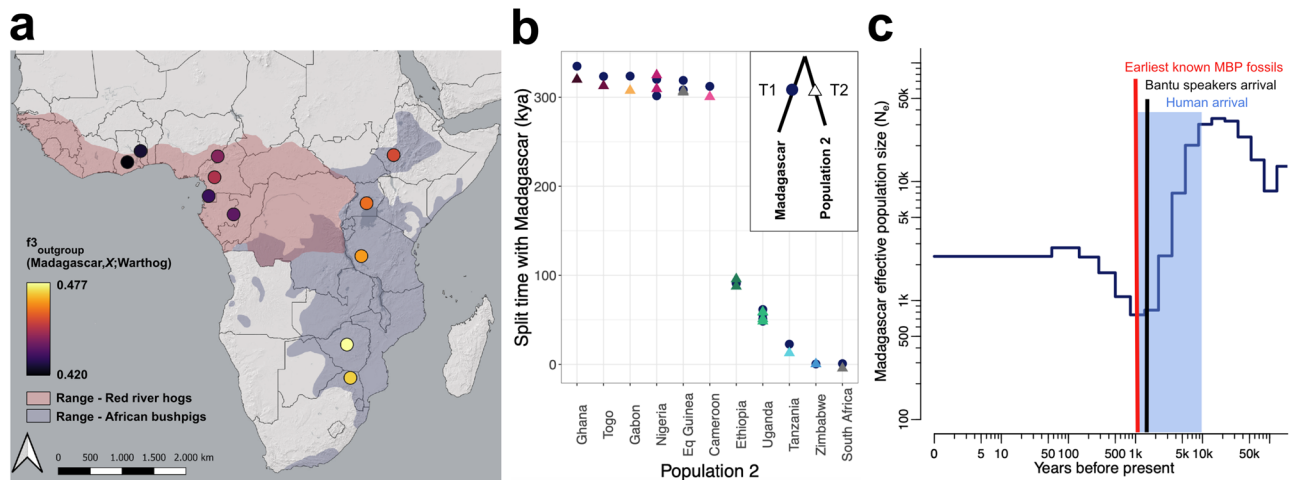 a
f3outgroup
(Madagascar,X;Warthog)
0.477
0.420
Range - Red river hogs
Range - African bushpigs
0 500 1.000 1.500 2.000 km
b
Split time with Madagascar (kya)
300
200
100
0
T1
T2
Madagascar
Population 2
Ghana
Togo
Gabon
Nigeria
Eq Guinea
Cameroon
Ethiopia
Uganda
Tanzania
Zimbabwe
South Africa
Population 2
c
Earliest known MBP fossils
Bantu speakers arrival
Human arrival
Madagascar effective population size (Ne)
50k
10k
5k
1k
500
100
0 5 10 50 100 500 1k 5k 10k 50k
Years before present